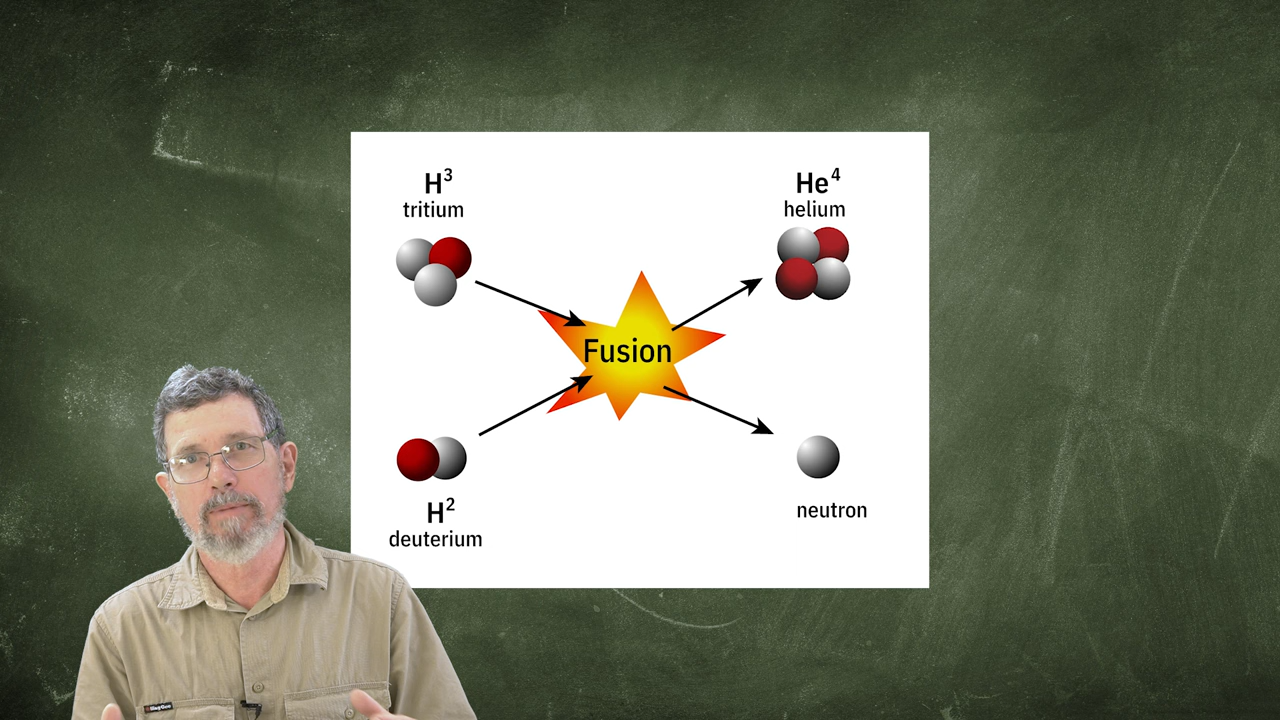 H³
tritium
He⁴
helium
Fusion
H²
deuterium
neutron